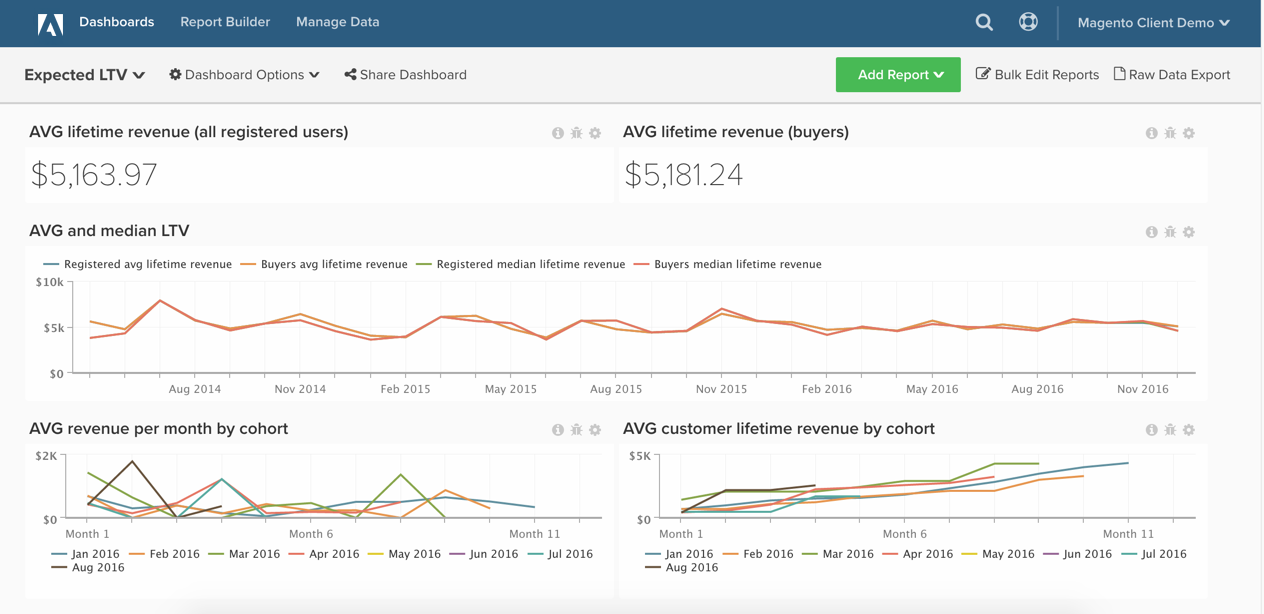 Dashboards Report Builder Manage Data Magento Client Demo
Expected LTV Dashboard Options Share Dashboard Add Report Bulk Edit Reports Raw Data Export
AVG lifetime revenue (all registered users) AVG lifetime revenue (buyers)
$5,163.97 $5,181.24
AVG and median LTV
Registered avg lifetime revenue Buyers avg lifetime revenue Registered median lifetime revenue Buyers median lifetime revenue
$10k
$5k
$0
Aug 2014 Nov 2014 Feb 2015 May 2015 Aug 2015 Nov 2015 Feb 2016 May 2016 Aug 2016 Nov 2016
AVG revenue per month by cohort
$2K
$0
Month 1 Month 6 Month 11
Jan 2016 Feb 2016 Mar 2016 Apr 2016 May 2016 Jun 2016 Jul 2016
Aug 2016
AVG customer lifetime revenue by cohort
$5K
$0
Month 1 Month 6 Month 11
Jan 2016 Feb 2016 Mar 2016 Apr 2016 May 2016 Jun 2016 Jul 2016
Aug 2016